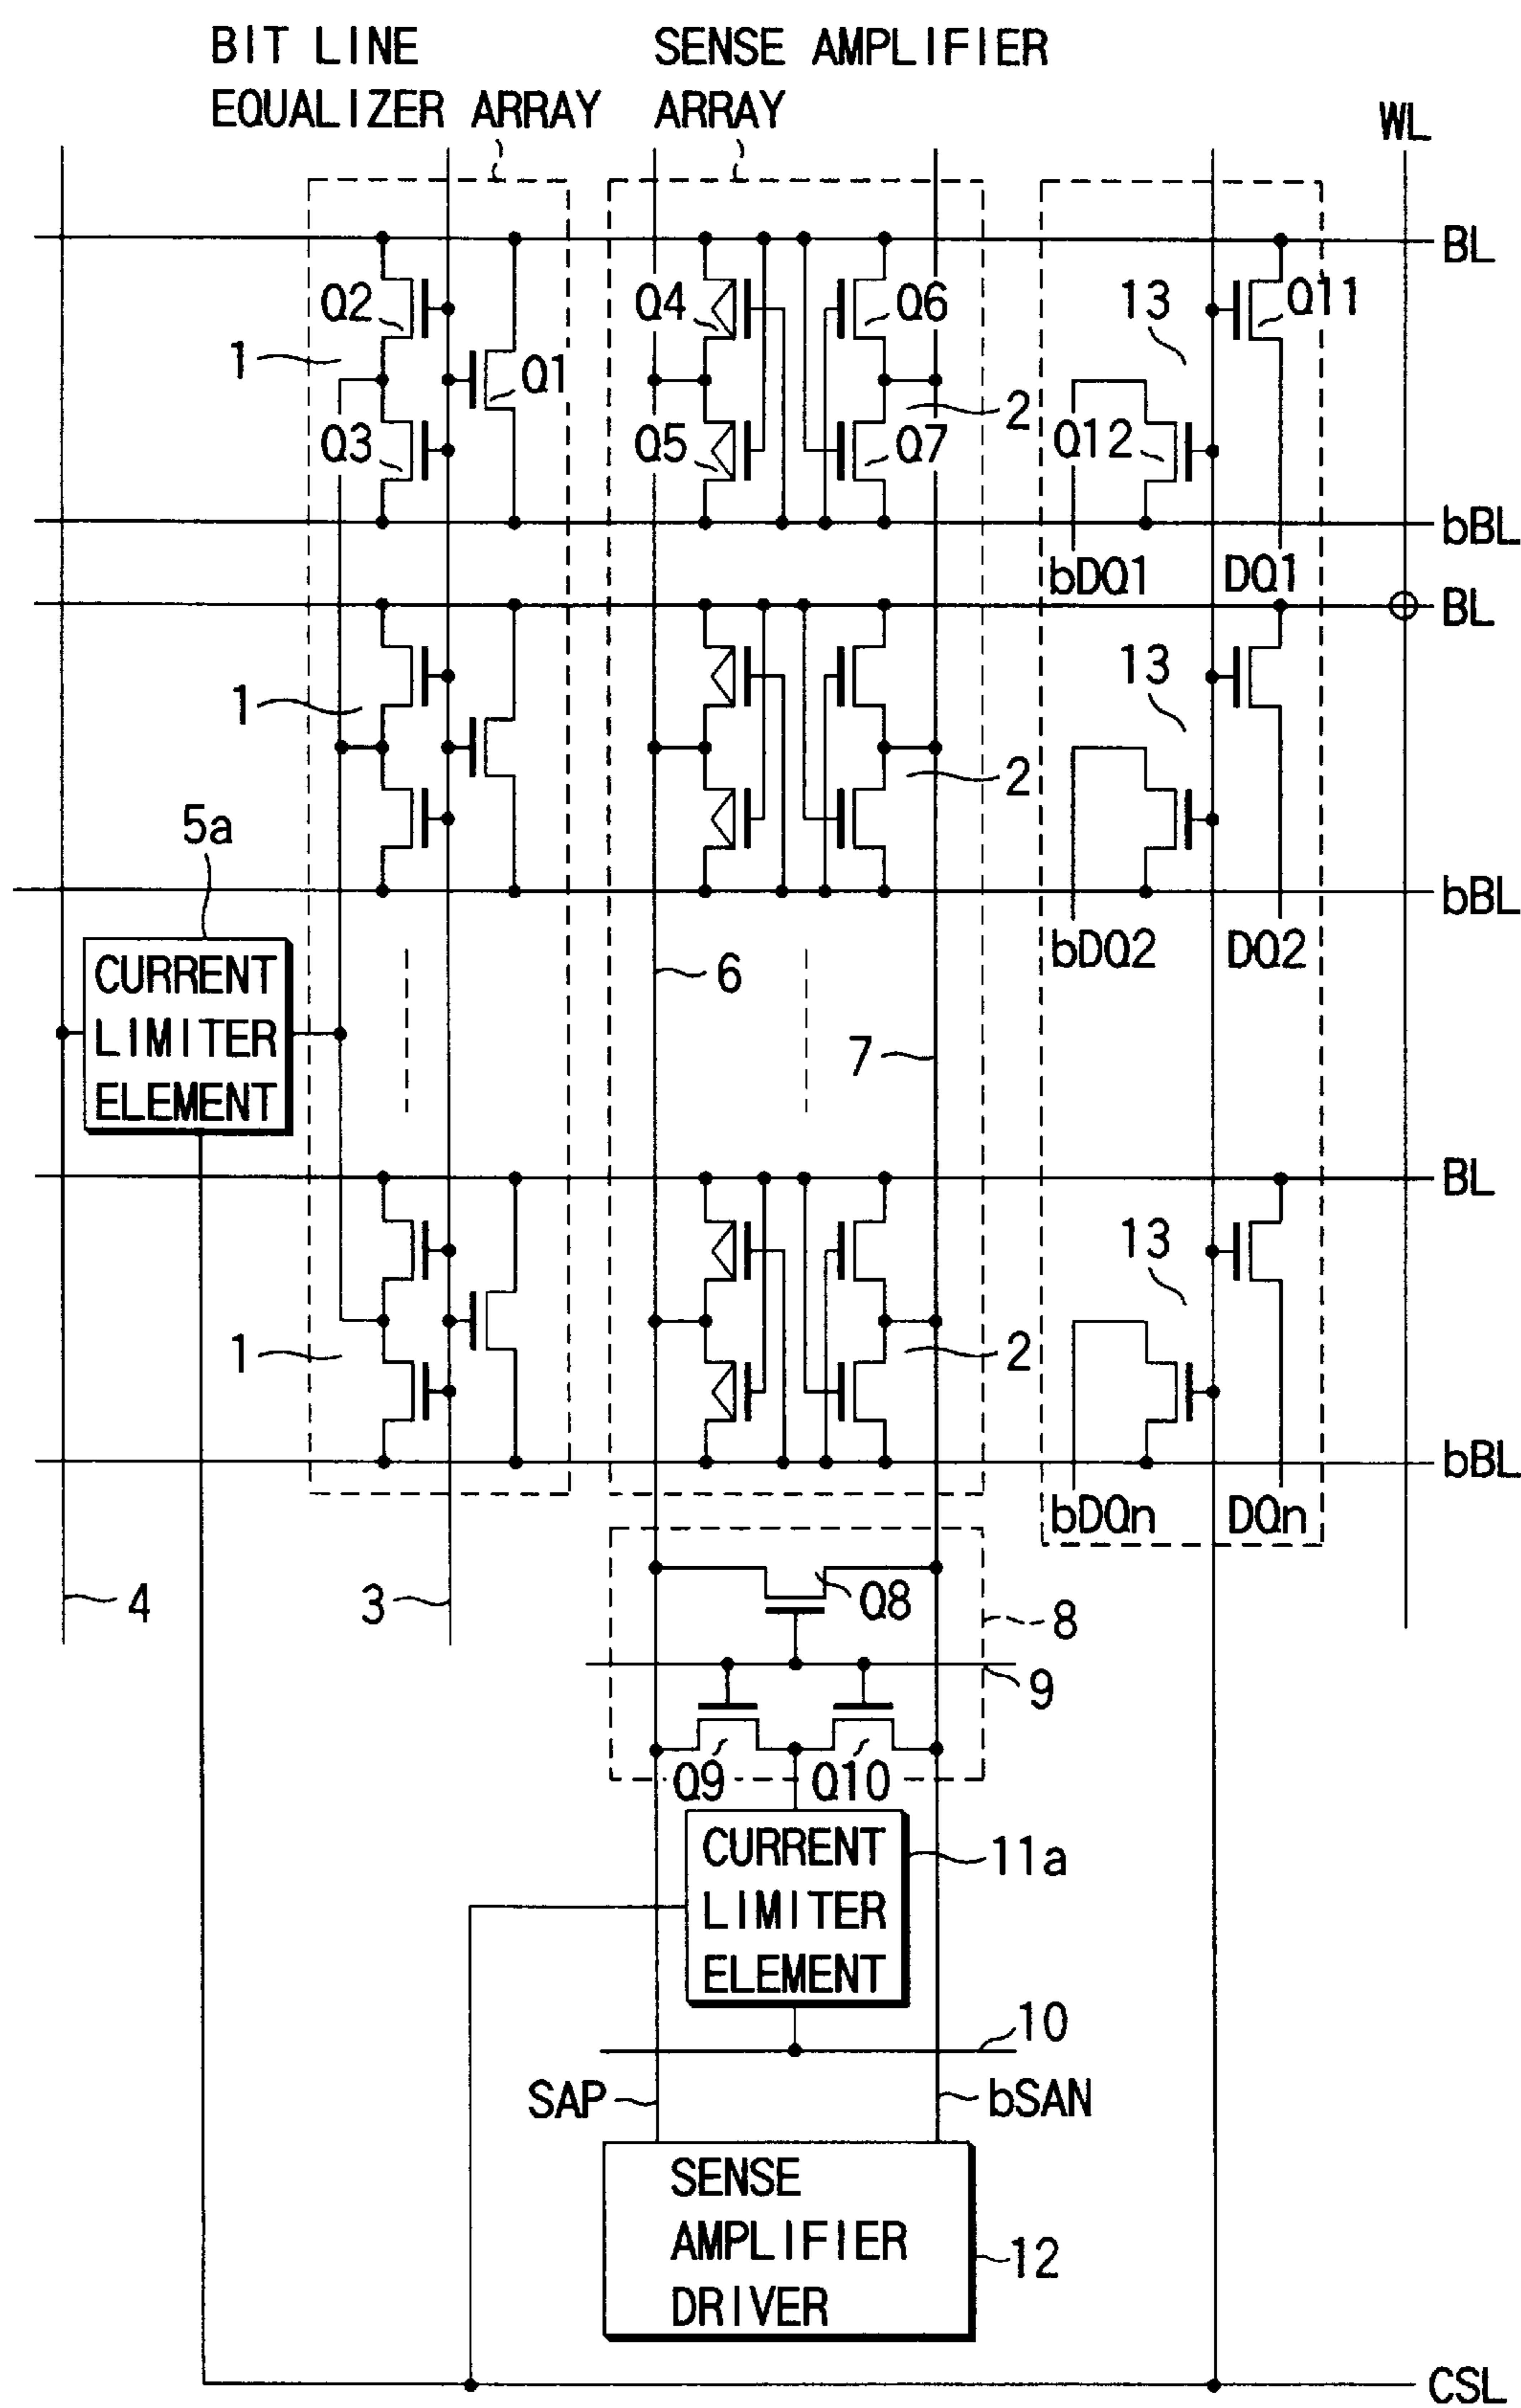 BIT LINE
EQUALIZER ARRAY
SENSE AMPLIFIER
ARRAY
WL
BL
Q2
Q4
Q6
13
Q11
1
Q1
2
Q3
Q5
Q7
Q12
bBL
bDQ1
DQ1
BL
13
1
2
5a
bBL
bDQ2
DQ2
CURRENT
LIMITER
ELEMENT
6
7
BL
13
1
2
bBL
bDQn
DQn
4
3
Q8
8
9
Q9
Q10
CURRENT
LIMITER
ELEMENT
11a
10
SAP
bSAN
SENSE
AMPLIFIER
DRIVER
12
CSL